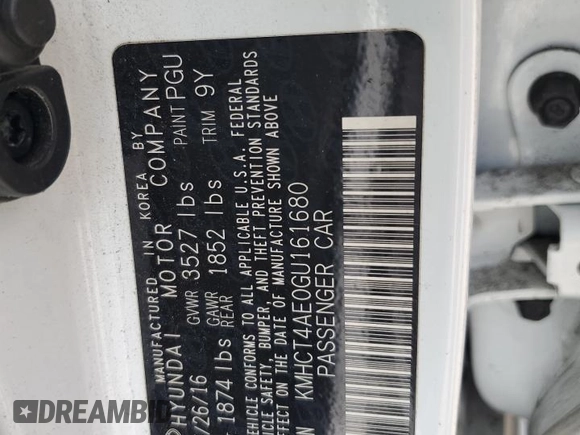 MANUFACTURED IN KOREA BY
HYUNDAI MOTOR COMPANY
/26/16 GVWR 3527 lbs PAINT PGU
1874 lbs GAWR REAR 1852 lbs TRIM 9Y
VEHICLE CONFORMS TO ALL APPLICABLE U.S.A. FEDERAL
VEHICLE SAFETY, BUMPER, AND THEFT PREVENTION STANDARDS
EFFECT ON THE DATE OF MANUFACTURE SHOWN ABOVE
KMHCT4AE0GU161680
PASSENGER CAR
DREAMBID